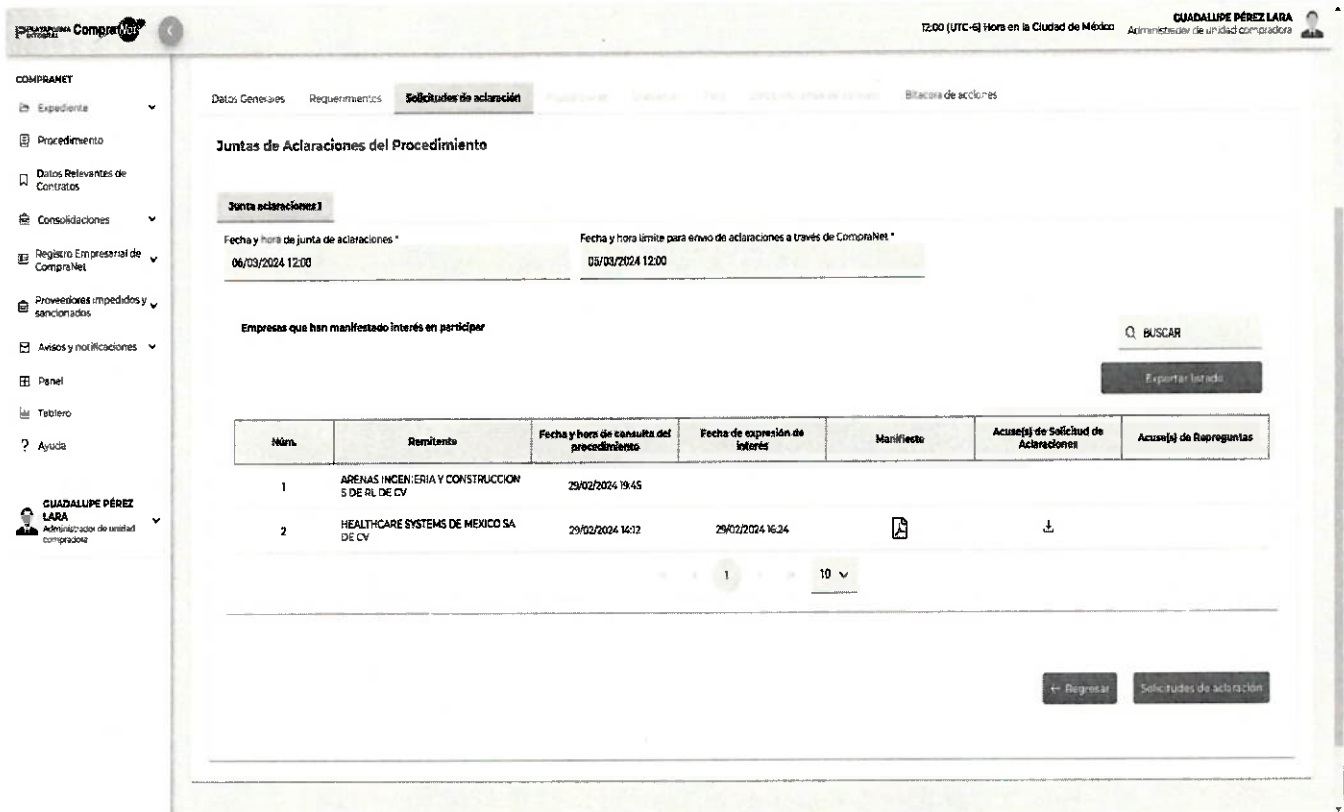 PLATAFORMA INTEGRAL CompraNet
12:00 (UTC-6) Hora en la Ciudad de México
GUADALUPE PÉREZ LARA
Administrador de unidad compradora
COMPRANET
Expediente
Procedimiento
Datos Relevantes de
Contratos
Consolidaciones
Registro Empresarial de
CompraNet
Proveedores impedidos y
sancionados
Avisos y notificaciones
Panel
Tablero
Ayuda
GUADALUPE PÉREZ
LARA
Administrador de unidad
compradora
Datos Generales Requerimientos Solicitudes de aclaración Bitácora de acciones
Juntas de Aclaraciones del Procedimiento
Junta aclaraciones 1
Fecha y hora de junta de aclaraciones * Fecha y hora límite para envío de aclaraciones a través de CompraNet *
06/03/2024 12:00 05/03/2024 12:00
Empresas que han manifestado interés en participar
BUSCAR
Exportar listado
Núm. Remitente Fecha y hora de consulta del procedimiento Fecha de expresión de interés Manifiesto Acuse(s) de Solicitud de Aclaraciones Acuse(s) de Repreguntas
1 ARENAS INGENIERIA Y CONSTRUCCION
S DE RL DE CV 29/02/2024 19:45
2 HEALTHCARE SYSTEMS DE MEXICO SA
DE CV 29/02/2024 14:12 29/02/2024 16:24
1 10
← Regresar Solicitudes de aclaración